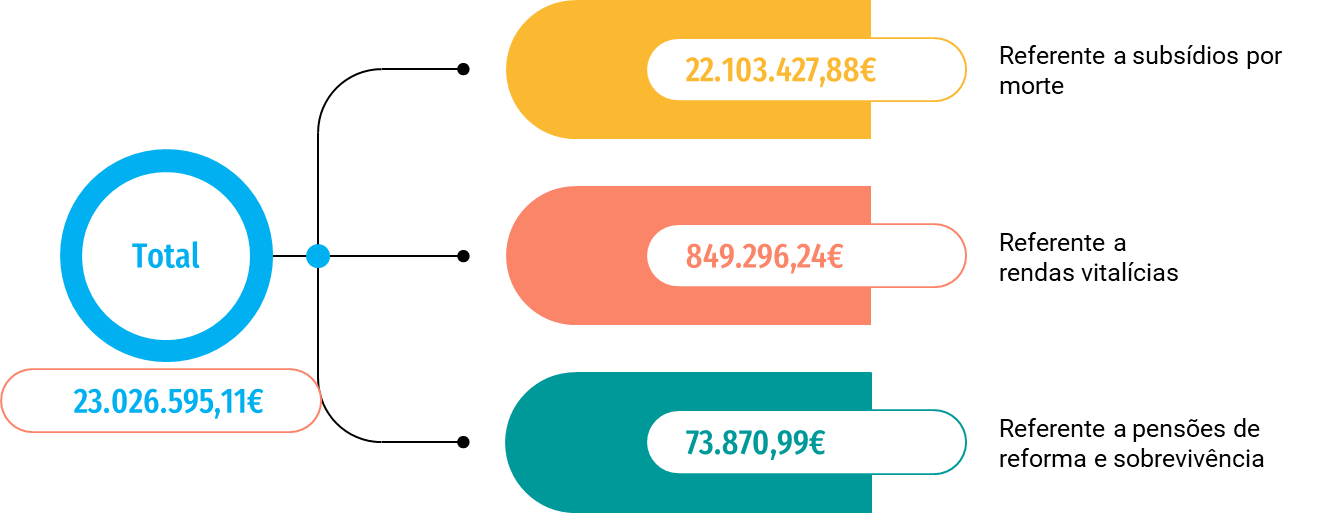 Total
23.026.595,11€
22.103.427,88€
Referente a subsídios por
morte
849.296,24€
Referente a
rendas vitalícias
73.870,99€
Referente a pensões de
reforma e sobrevivência